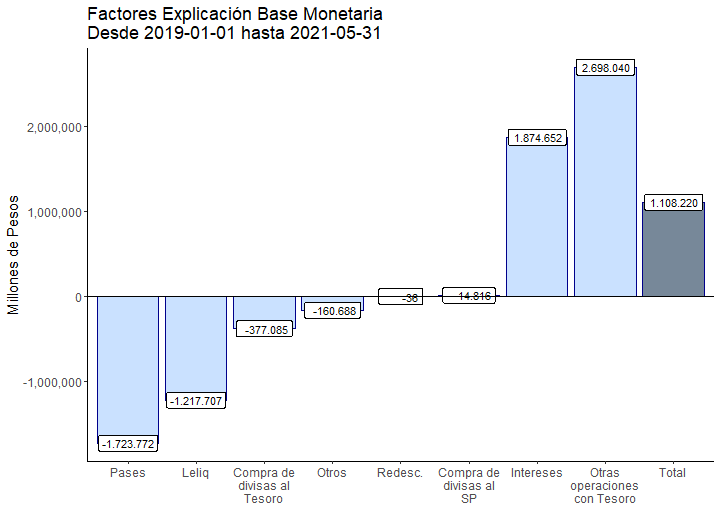 Factores Explicación Base Monetaria
Desde 2019-01-01 hasta 2021-05-31
Millones de Pesos
2,000,000
1,000,000
0
-1,000,000
-1.723.772
-1.217.707
-377.085
-160.688
-36
14.816
1.874.652
2.698.040
1.108.220
Pases
Leliq
Compra de
divisas al
Tesoro
Otros
Redesc.
Compra de
divisas al
SP
Intereses
Otras
operaciones
con Tesoro
Total